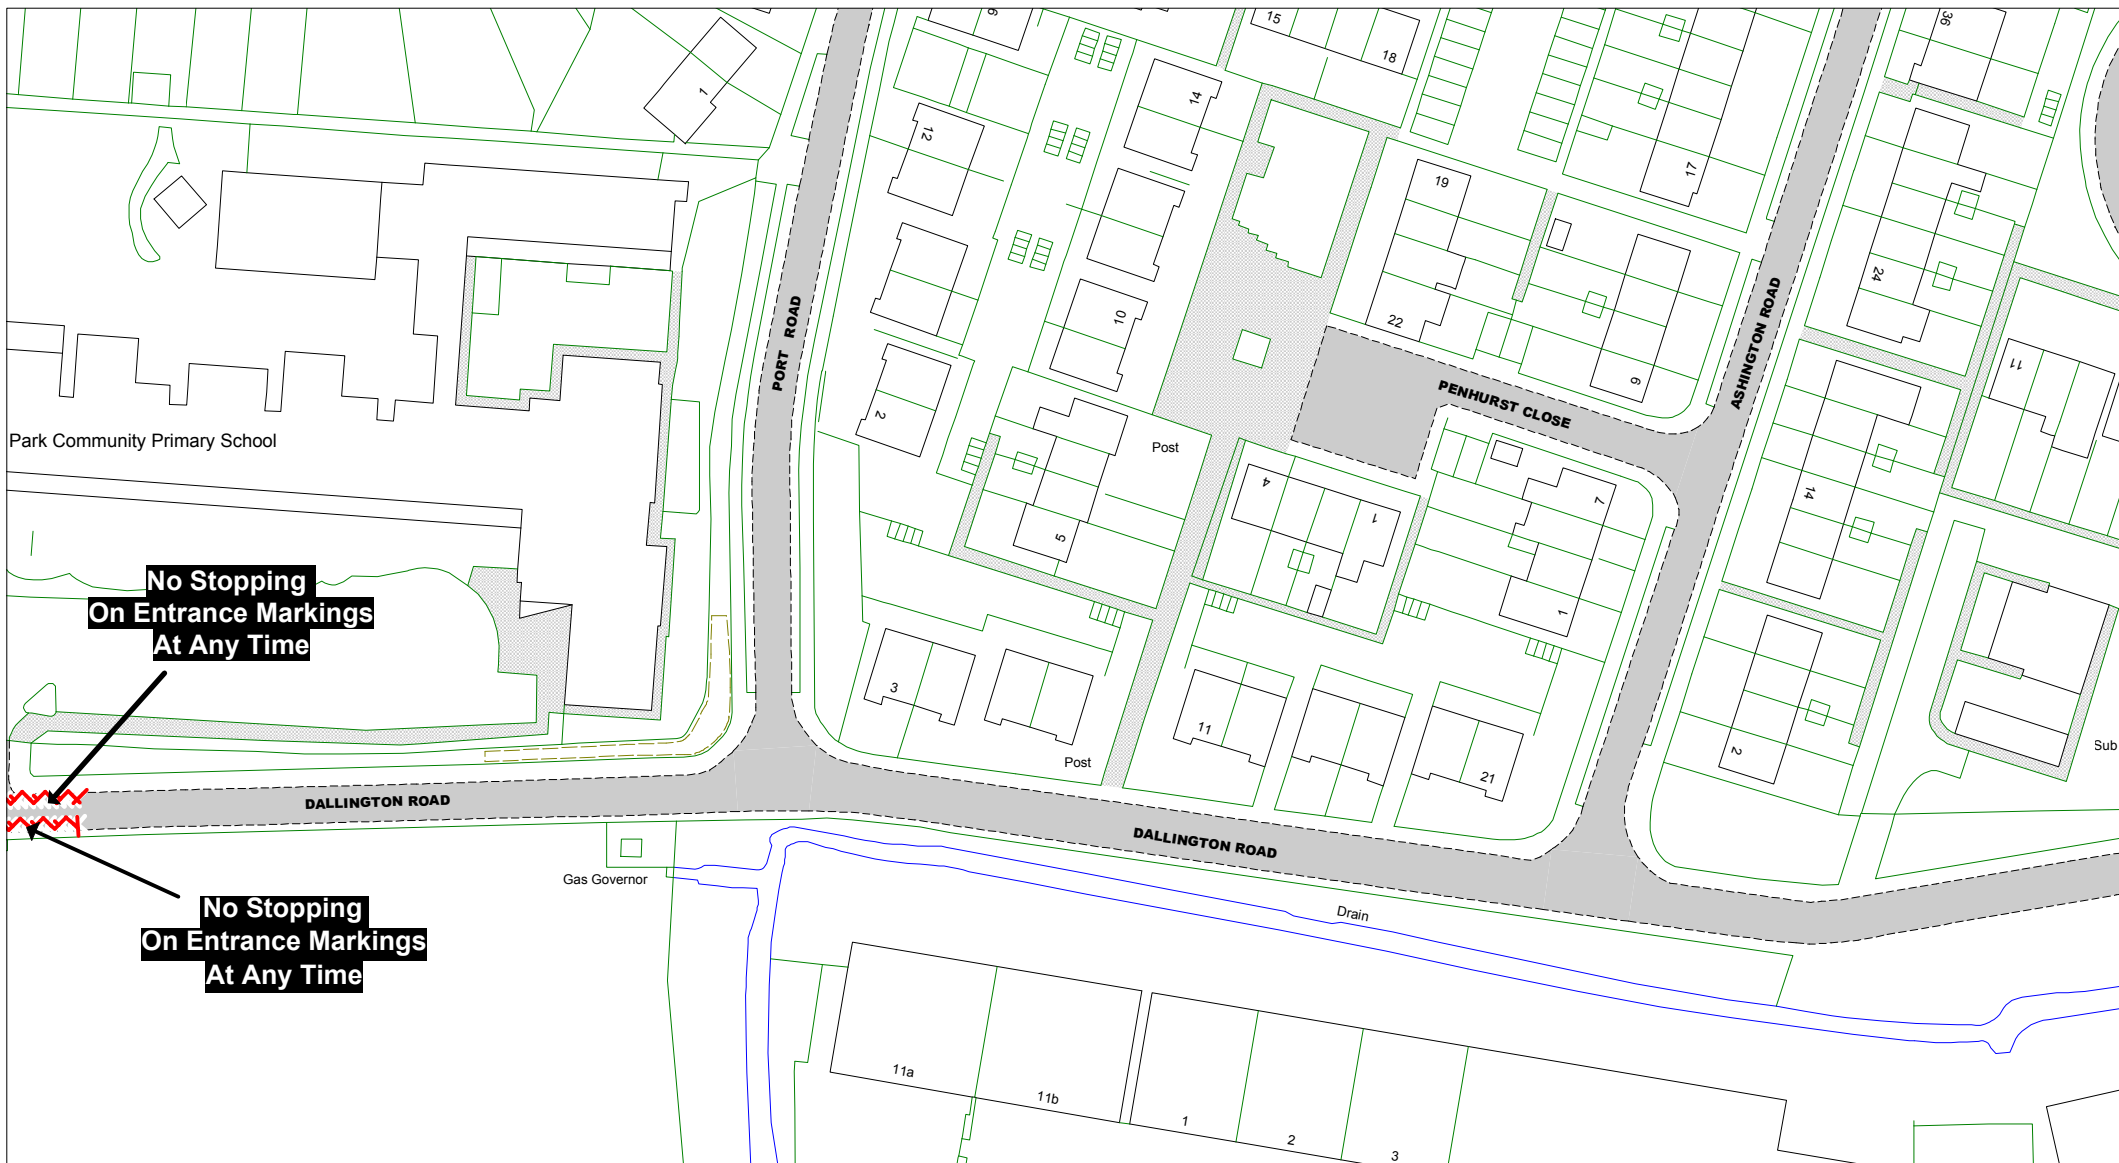 9
15
18
36
1
14
12
17
19
24
PORT ROAD
ASHINGTON ROAD
10
22
11
2
9
PENHURST CLOSE
Park Community Primary School
Post
4
7
14
1
5
No Stopping
On Entrance Markings
At Any Time
1
3
11
2
Sub
Post
21
DALLINGTON ROAD
DALLINGTON ROAD
Gas Governor
No Stopping
On Entrance Markings
At Any Time
Drain
11a
11b
1
2
3